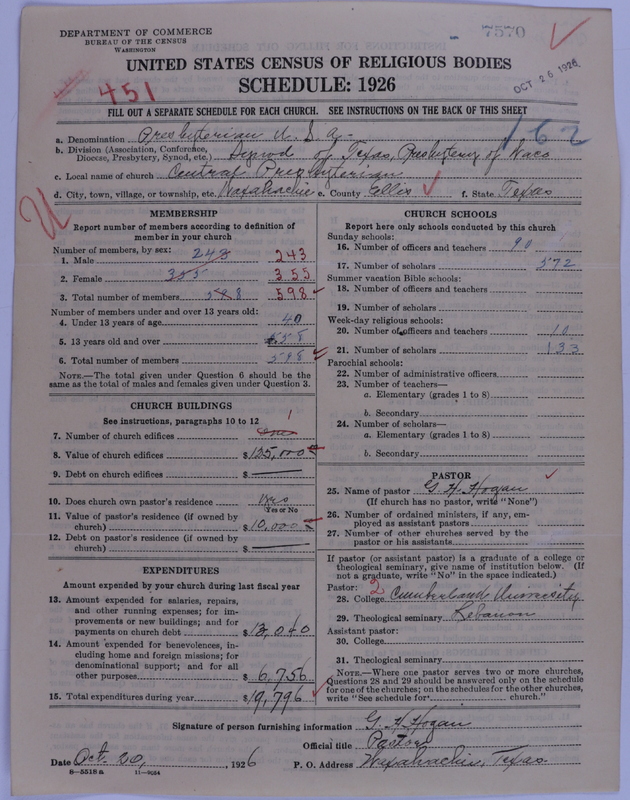 DEPARTMENT OF COMMERCE
BUREAU OF THE CENSUS
WASHINGTON
7570
UNITED STATES CENSUS OF RELIGIOUS BODIES
SCHEDULE: 1926
OCT 26 1926
451
FILL OUT A SEPARATE SCHEDULE FOR EACH CHURCH. SEE INSTRUCTIONS ON THE BACK OF THIS SHEET
162
a. Denomination Presbyterian U. S. A.
b. Division (Association, Conference, Diocese, Presbytery, Synod, etc.) Synod of Texas, Presbytery of Waco
c. Local name of church Central Presbyterian
d. City, town, village, or township, etc. Waxahachie e. County Ellis f. State Texas
MEMBERSHIP
Report number of members according to definition of
member in your church
Number of members, by sex:
1. Male 243 243
2. Female 355 355
3. Total number of members 598 598
Number of members under and over 13 years old:
4. Under 13 years of age 40
5. 13 years old and over 558
6. Total number of members 598
NOTE.—The total given under Question 6 should be
same as the total of males and females given under Question 3.
CHURCH BUILDINGS
See instructions, paragraphs 10 to 12
7. Number of church edifices one 1
8. Value of church edifices $125,000
9. Debt on church edifices $
10. Does church own pastor's residence Yes
Yes or No
11. Value of pastor's residence (if owned by
church) $10,000
12. Debt on pastor's residence (if owned by
church) $
EXPENDITURES
Amount expended by your church during last fiscal year
13. Amount expended for salaries, repairs,
and other running expenses; for im-
provements or new buildings; and for
payments on church debt $13,040
14. Amount expended for benevolences, in-
cluding home and foreign missions; for
denominational support; and for all
other purposes $6,756
15. Total expenditures during year $19,796
CHURCH SCHOOLS
Report here only schools conducted by this church
Sunday schools:
16. Number of officers and teachers 90
17. Number of scholars 572
Summer vacation Bible schools:
18. Number of officers and teachers
19. Number of scholars
Week-day religious schools:
20. Number of officers and teachers 10
21. Number of scholars 133
Parochial schools:
22. Number of administrative officers
23. Number of teachers—
a. Elementary (grades 1 to 8)
b. Secondary
24. Number of scholars—
a. Elementary (grades 1 to 8)
b. Secondary
PASTOR
25. Name of pastor G. H. Hogan
(If church has no pastor, write "None")
26. Number of ordained ministers, if any, em-
ployed as assistant pastors
27. Number of other churches served by the
pastor or his assistants
If pastor (or assistant pastor) is a graduate of a college or
theological seminary, give name of institution below. (If
not a graduate, write "No" in the space indicated.)
Pastor: 2
28. College Cumberland University
29. Theological seminary Lebanon
Assistant pastor:
30. College
31. Theological seminary
NOTE.—Where one pastor serves two or more churches,
Questions 28 and 29 should be answered only on the schedule
for one of the churches; on the schedules for the other churches,
write "See schedule for church."
Signature of person furnishing information G. H. Hogan
Official title Pastor
Date Oct. 20, 1926 P. O. Address Waxahachie, Texas
8—5518 a 11—9064